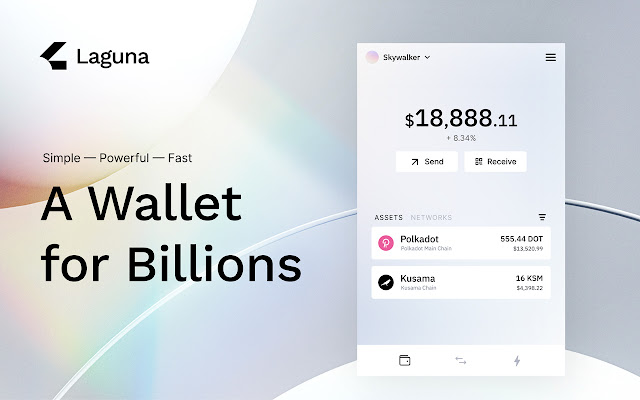 Laguna
Simple — Powerful — Fast
A Wallet
for Billions
Skywalker
$18,888.11
+ 8.34%
Send
Receive
ASSETS NETWORKS
Polkadot 555.44 DOT
Polkadot Main Chain $13,520.99
Kusama 16 KSM
Kusama Chain $4,398.22